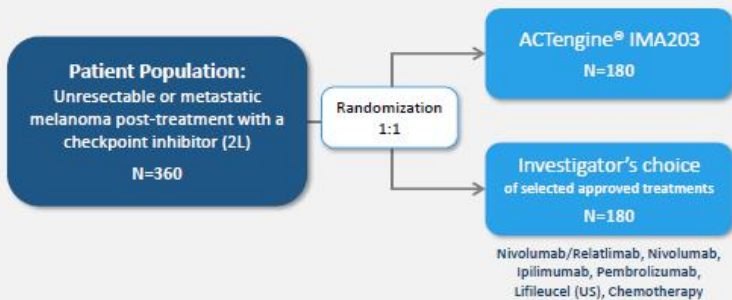 Patient Population:
Unresectable or metastatic
melanoma post-treatment with a
checkpoint inhibitor (2L)
N=360
Randomization
1:1
ACTengine® IMA203
N=180
Investigator's choice
of selected approved treatments
N=180
Nivolumab/Relatlimab, Nivolumab,
Ipilimumab, Pembrolizumab,
Lifileucel (US), Chemotherapy